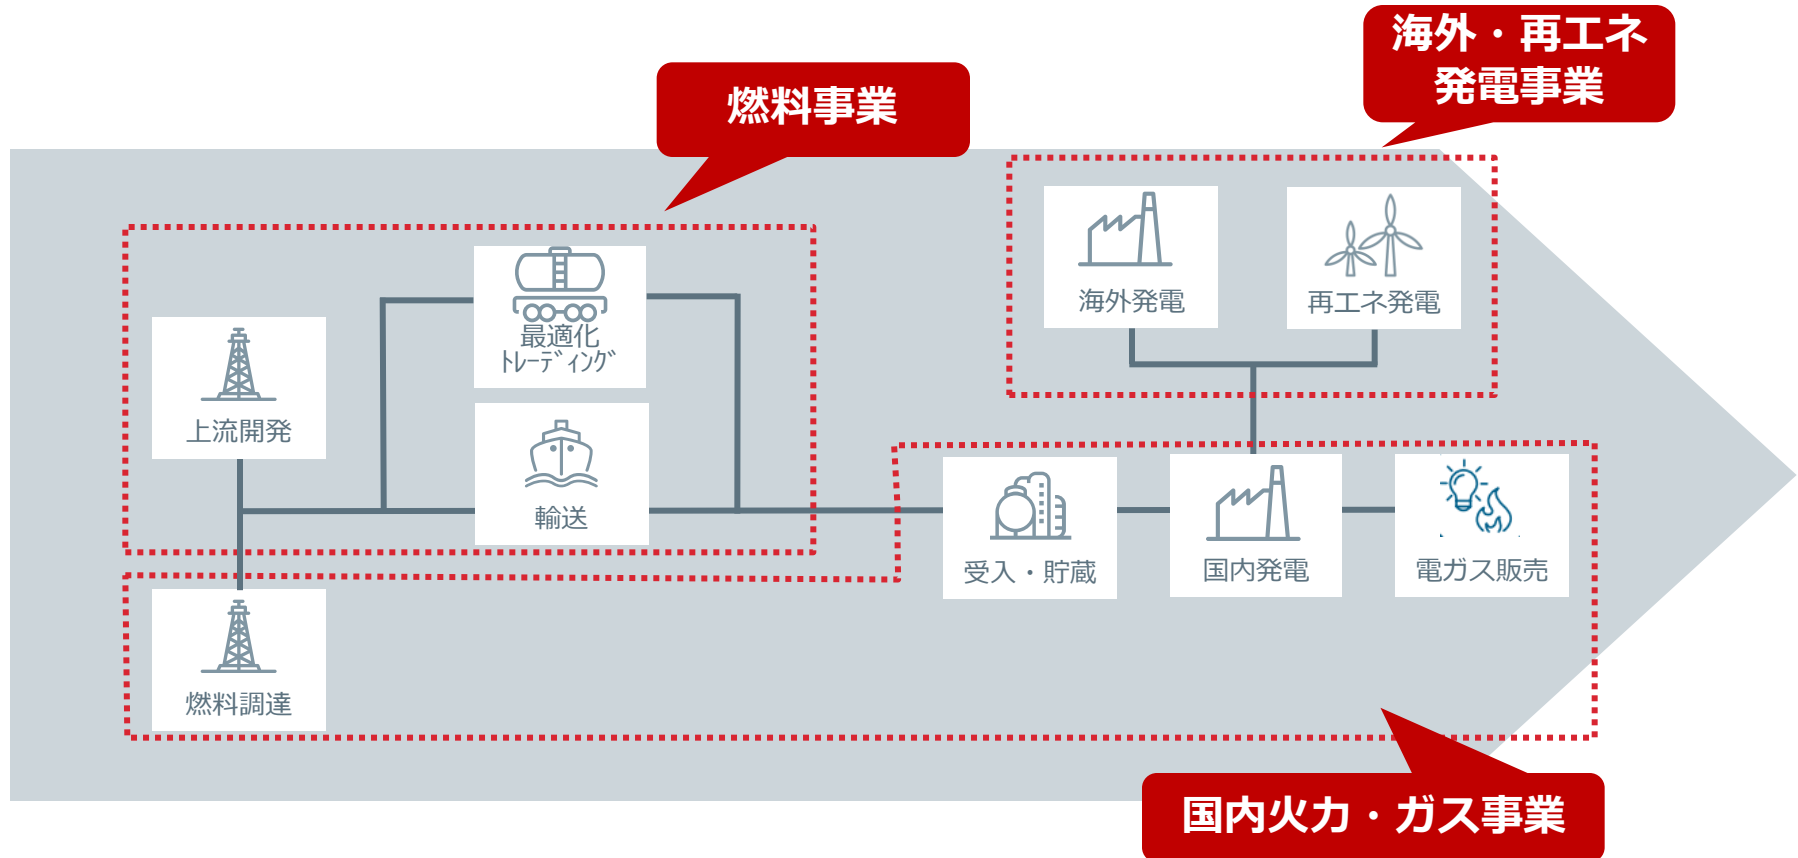 海外・再エネ
発電事業
燃料事業
海外発電
再エネ発電
最適化
ﾄﾚｰﾃﾞｨﾝｸﾞ
上流開発
輸送
受入・貯蔵
国内発電
電ガス販売
燃料調達
国内火力・ガス事業